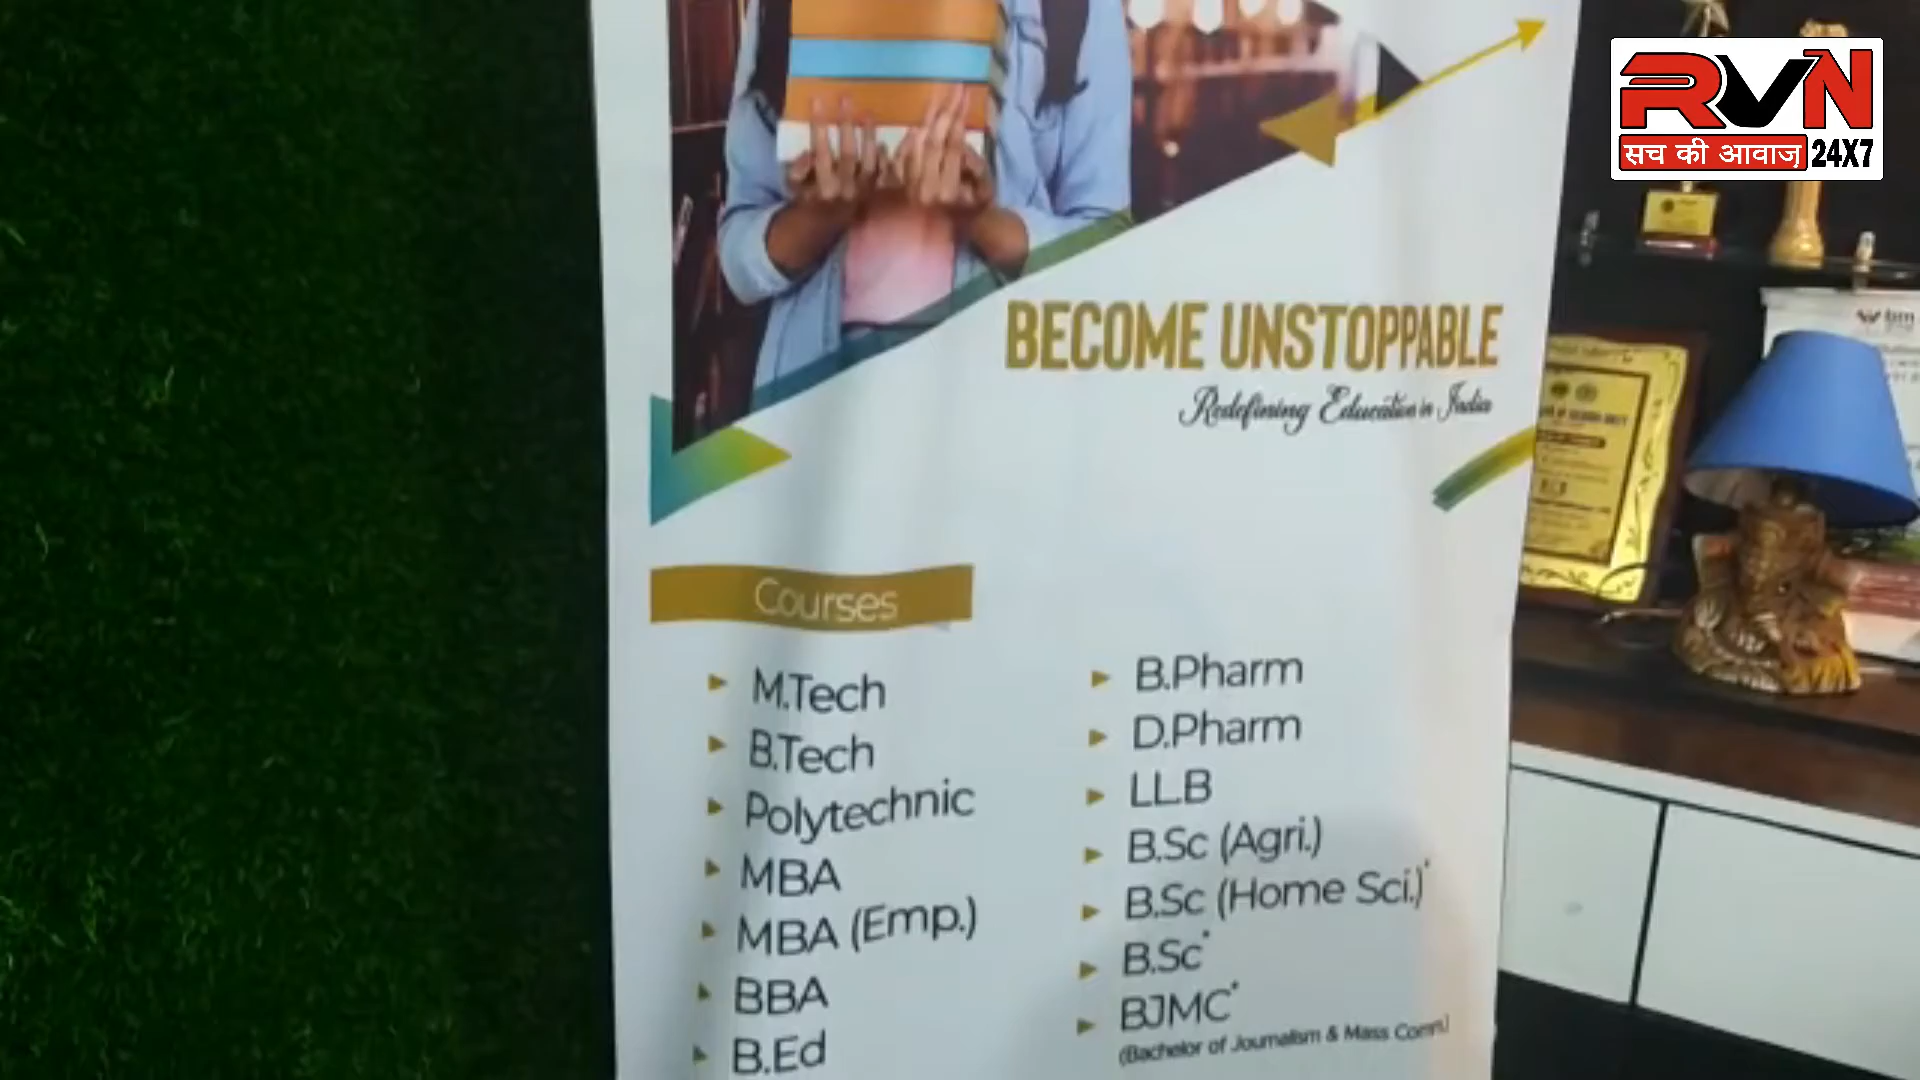 RVN
सच की आवाज़ 24X7
BECOME UNSTOPPABLE
Redefining Education in India
Courses
M.Tech
B.Tech
Polytechnic
MBA
MBA (Emp.)
BBA
B.Ed
B.Pharm
D.Pharm
LLB
B.Sc (Agri.)
B.Sc (Home Sci.)*
B.Sc*
BJMC*
(Bachelor of Journalism & Mass Comm.)